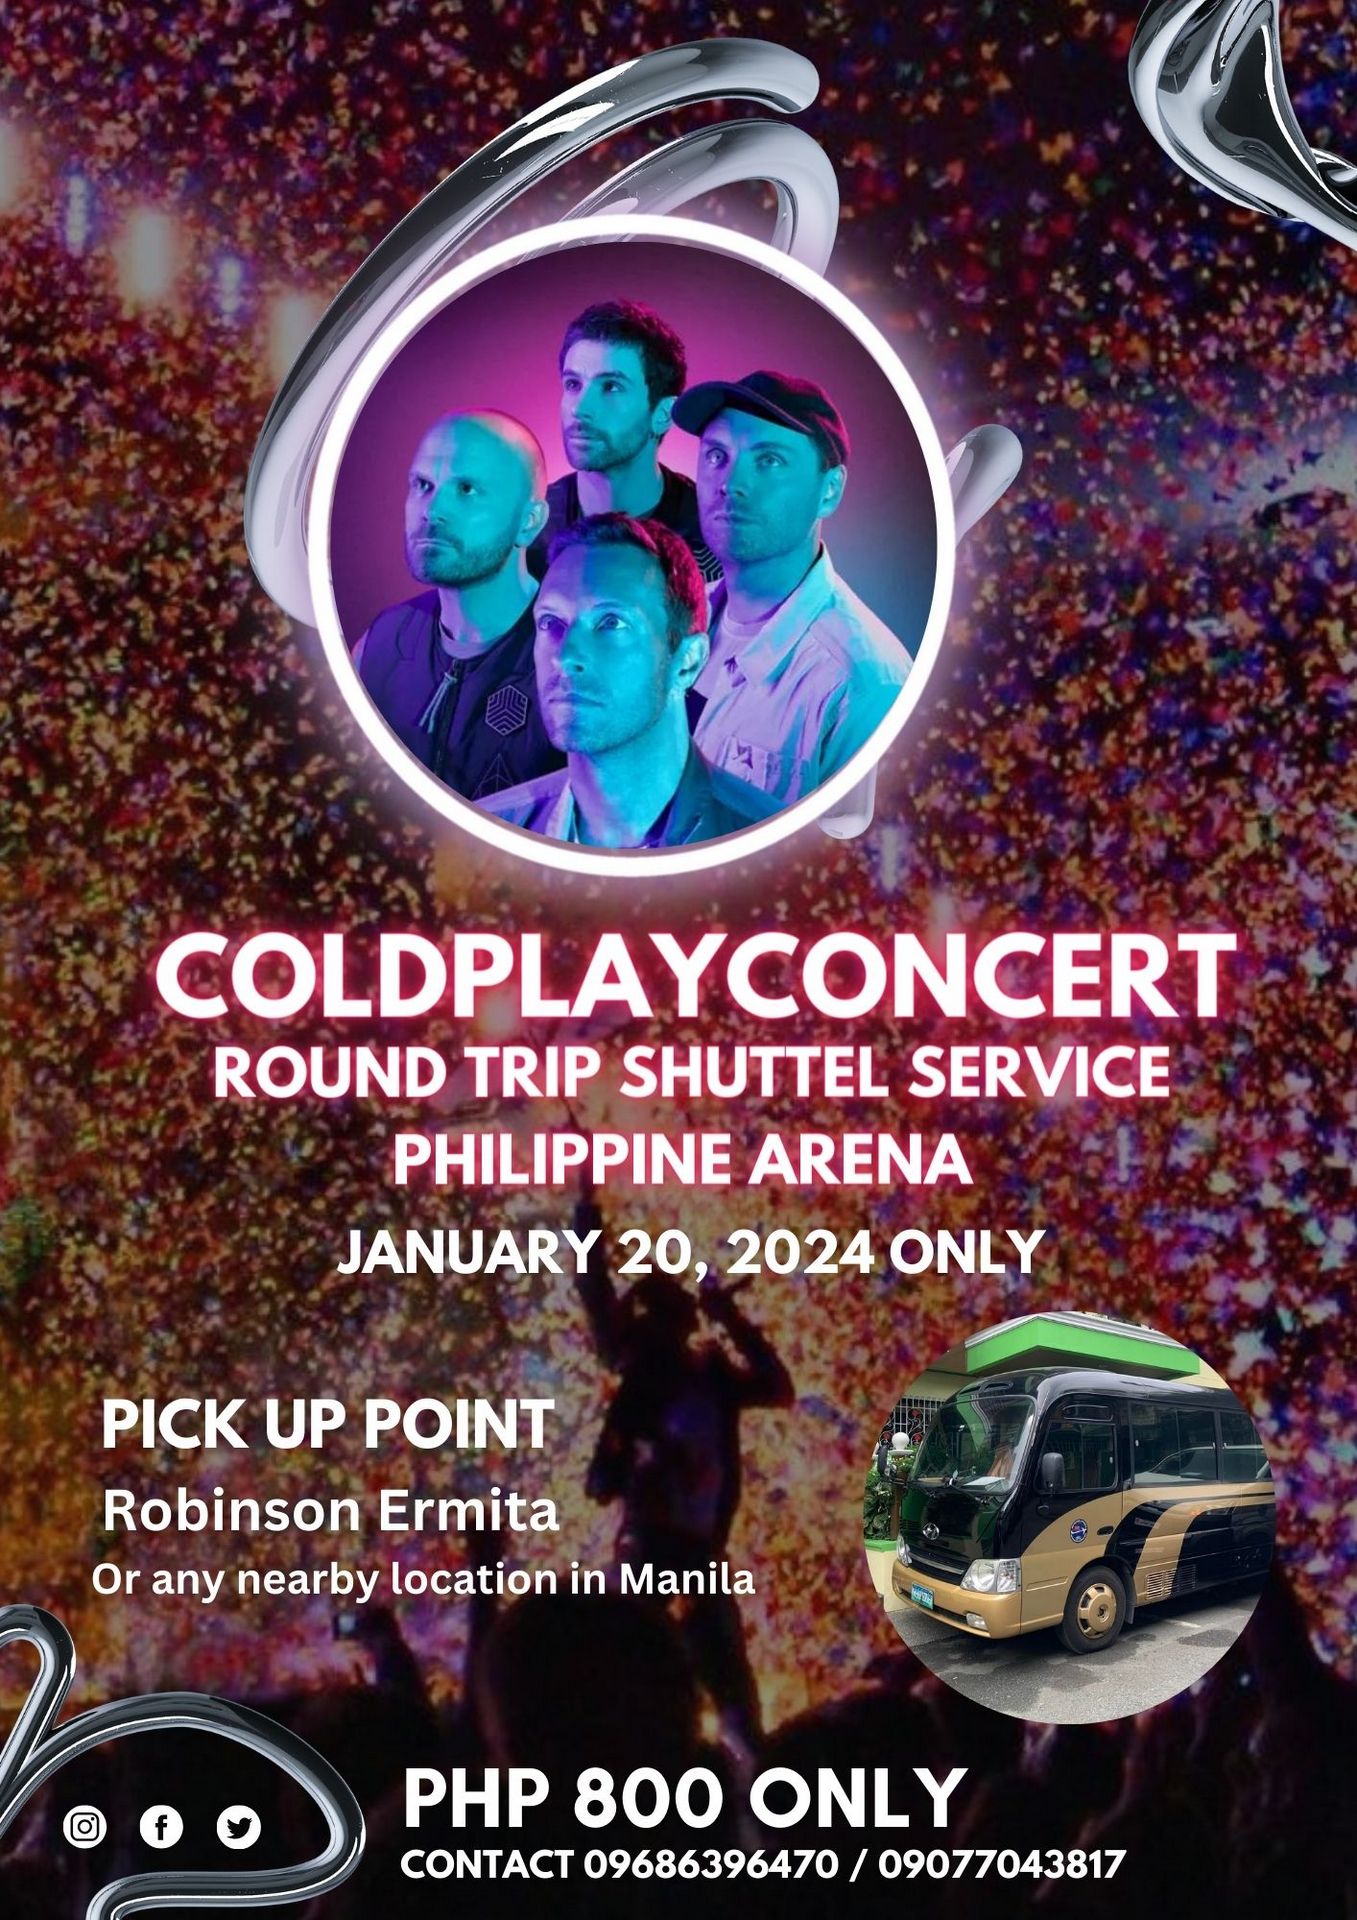 COLDPLAYCONCERT
ROUND TRIP SHUTTEL SERVICE
PHILIPPINE ARENA
JANUARY 20, 2024 ONLY
PICK UP POINT
Robinson Ermita
Or any nearby location in Manila
PHP 800 ONLY
CONTACT 09686396470 / 09077043817